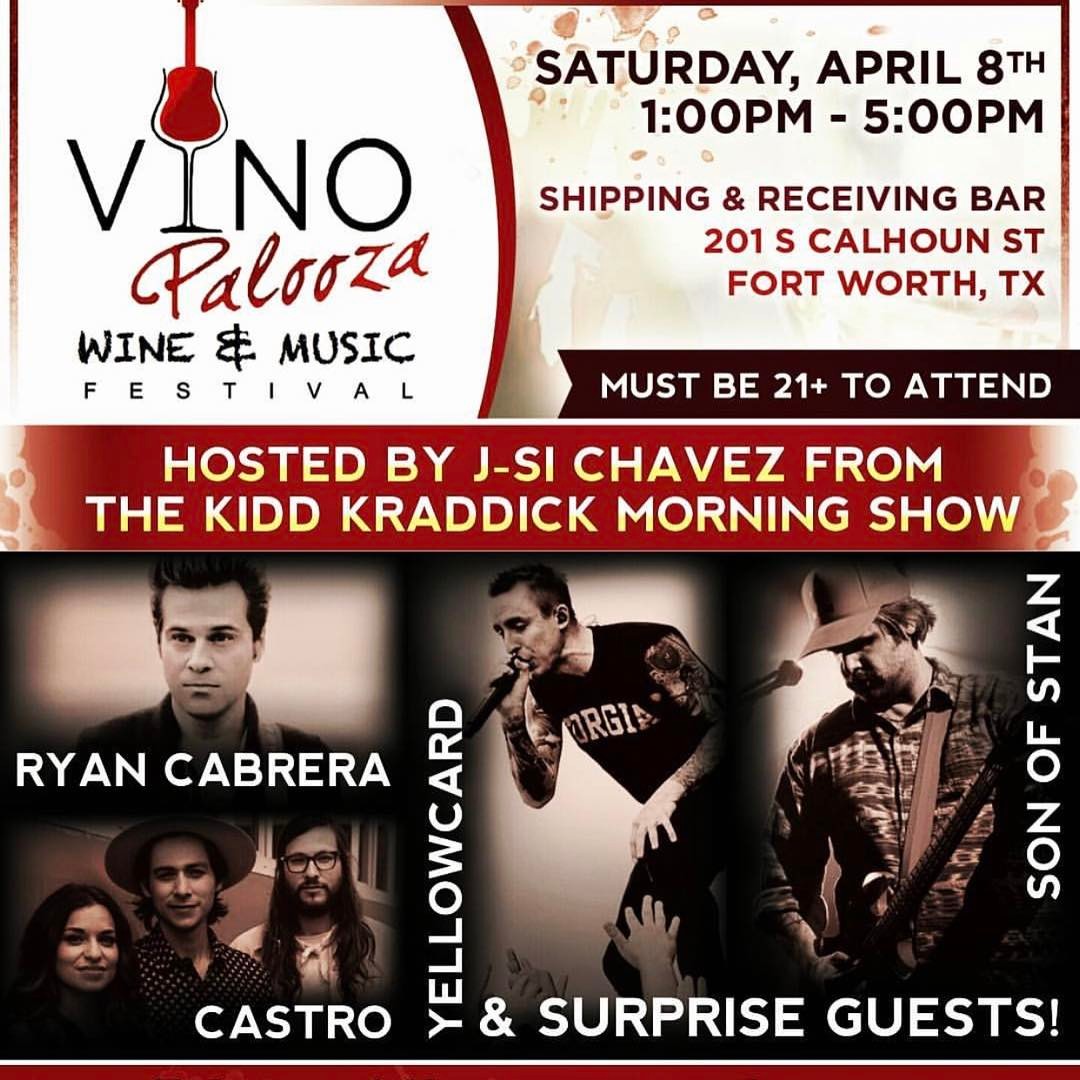 VINO
Palooza
WINE & MUSIC
FESTIVAL
SATURDAY, APRIL 8TH
1:00PM - 5:00PM
SHIPPING & RECEIVING BAR
201 S CALHOUN ST
FORT WORTH, TX
MUST BE 21+ TO ATTEND
HOSTED BY J-SI CHAVEZ FROM
THE KIDD KRADDICK MORNING SHOW
RYAN CABRERA
CASTRO
YELLOWCARD
ORGIA
SON OF STAN
& SURPRISE GUESTS!